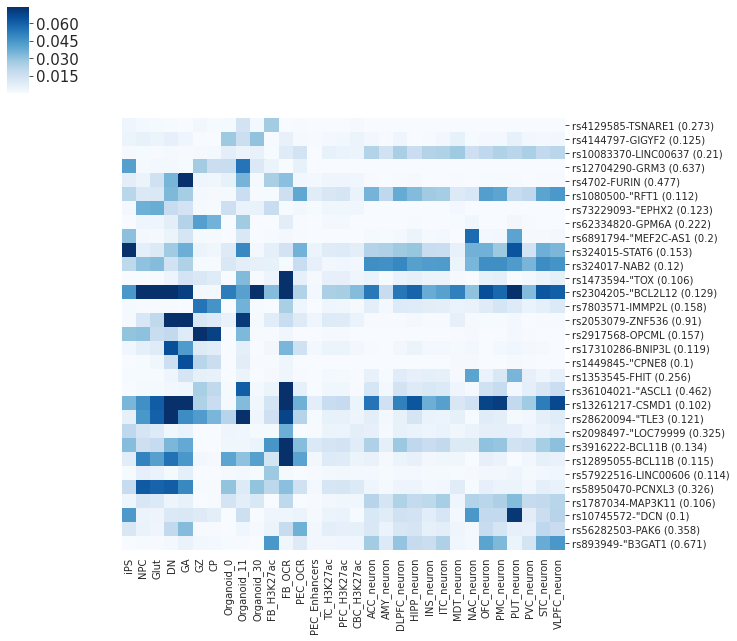 0.060
0.045
0.030
0.015
rs4129585-TSNARE1 (0.273)
rs4144797-GIGYF2 (0.125)
rs10083370-LINC00637 (0.21)
rs12704290-GRM3 (0.637)
rs4702-FURIN (0.477)
rs1080500-"RFT1 (0.112)
rs73229093-"EPHX2 (0.123)
rs62334820-GPM6A (0.222)
rs6891794-"MEF2C-AS1 (0.2)
rs324015-STAT6 (0.153)
rs324017-NAB2 (0.12)
rs1473594-"TOX (0.106)
rs2304205-"BCL2L12 (0.129)
rs7803571-IMMP2L (0.158)
rs2053079-ZNF536 (0.91)
rs2917568-OPCML (0.157)
rs17310286-BNIP3L (0.119)
rs1449845-"CPNE8 (0.1)
rs1353545-FHIT (0.256)
rs36104021-"ASCL1 (0.462)
rs13261217-CSMD1 (0.102)
rs28620094-"TLE3 (0.121)
rs2098497-"LOC79999 (0.325)
rs3916222-BCL11B (0.134)
rs12895055-BCL11B (0.115)
rs57922516-LINC00606 (0.114)
rs58950470-PCNXL3 (0.326)
rs1787034-MAP3K11 (0.106)
rs10745572-"DCN (0.1)
rs56282503-PAK6 (0.358)
rs893949-"B3GAT1 (0.671)
iPS
NPC
Glut
DN
GA
GZ
CP
Organoid_0
Organoid_11
Organoid_30
FB_H3K27ac
FB_OCR
PEC_OCR
PEC_Enhancers
TC_H3K27ac
PFC_H3K27ac
CBC_H3K27ac
ACC_neuron
AMY_neuron
DLPFC_neuron
HIPP_neuron
INS_neuron
ITC_neuron
MDT_neuron
NAC_neuron
OFC_neuron
PMC_neuron
PUT_neuron
PVC_neuron
STC_neuron
VLPFC_neuron